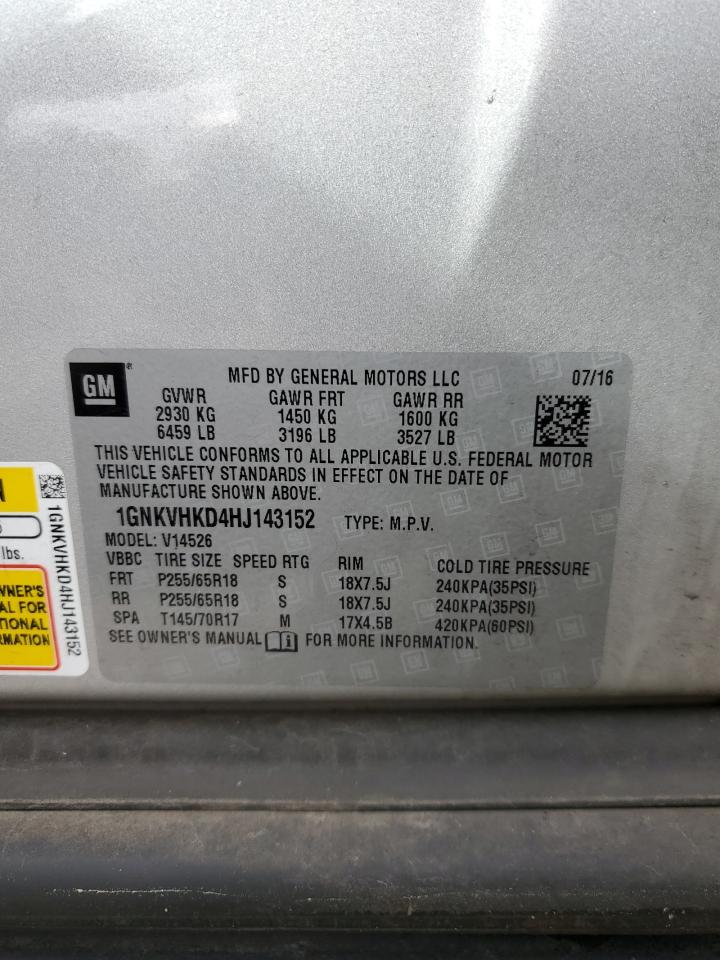 GM
MFD BY GENERAL MOTORS LLC 07/16
GVWR GAWR FRT GAWR RR
2930 KG 1450 KG 1600 KG
6459 LB 3196 LB 3527 LB
THIS VEHICLE CONFORMS TO ALL APPLICABLE U.S. FEDERAL MOTOR
VEHICLE SAFETY STANDARDS IN EFFECT ON THE DATE OF
MANUFACTURE SHOWN ABOVE.
1GNKVHKD4HJ143152 TYPE: M.P.V.
MODEL: V14526
VBBC TIRE SIZE SPEED RTG RIM COLD TIRE PRESSURE
FRT P255/65R18 S 18X7.5J 240KPA(35PSI)
RR P255/65R18 S 18X7.5J 240KPA(35PSI)
SPA T145/70R17 M 17X4.5B 420KPA(60PSI)
SEE OWNER'S MANUAL i FOR MORE INFORMATION.
lbs.
OWNER'S
FOR
1GNKVHKD4HJ143152